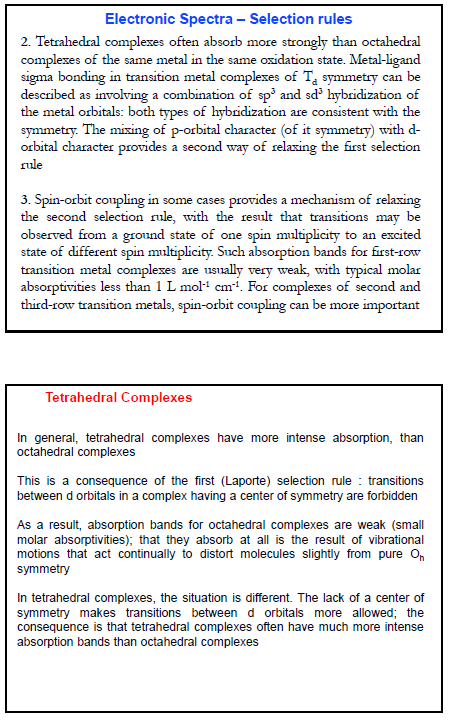 Electronic Spectra – Selection rules
2. Tetrahedral complexes often absorb more strongly than octahedral
complexes of the same metal in the same oxidation state. Metal-ligand
sigma bonding in transition metal complexes of Td symmetry can be
described as involving a combination of sp³ and sd³ hybridization of
the metal orbitals: both types of hybridization are consistent with the
symmetry. The mixing of p-orbital character (of it symmetry) with d-
orbital character provides a second way of relaxing the first selection
rule
3. Spin-orbit coupling in some cases provides a mechanism of relaxing
the second selection rule, with the result that transitions may be
observed from a ground state of one spin multiplicity to an excited
state of different spin multiplicity. Such absorption bands for first-row
transition metal complexes are usually very weak, with typical molar
absorptivities less than 1 L mol⁻¹ cm⁻¹. For complexes of second and
third-row transition metals, spin-orbit coupling can be more important
Tetrahedral Complexes
In general, tetrahedral complexes have more intense absorption, than
octahedral complexes
This is a consequence of the first (Laporte) selection rule : transitions
between d orbitals in a complex having a center of symmetry are forbidden
As a result, absorption bands for octahedral complexes are weak (small
molar absorptivities); that they absorb at all is the result of vibrational
motions that act continually to distort molecules slightly from pure Oh
symmetry
In tetrahedral complexes, the situation is different. The lack of a center of
symmetry makes transitions between d orbitals more allowed; the
consequence is that tetrahedral complexes often have much more intense
absorption bands than octahedral complexes